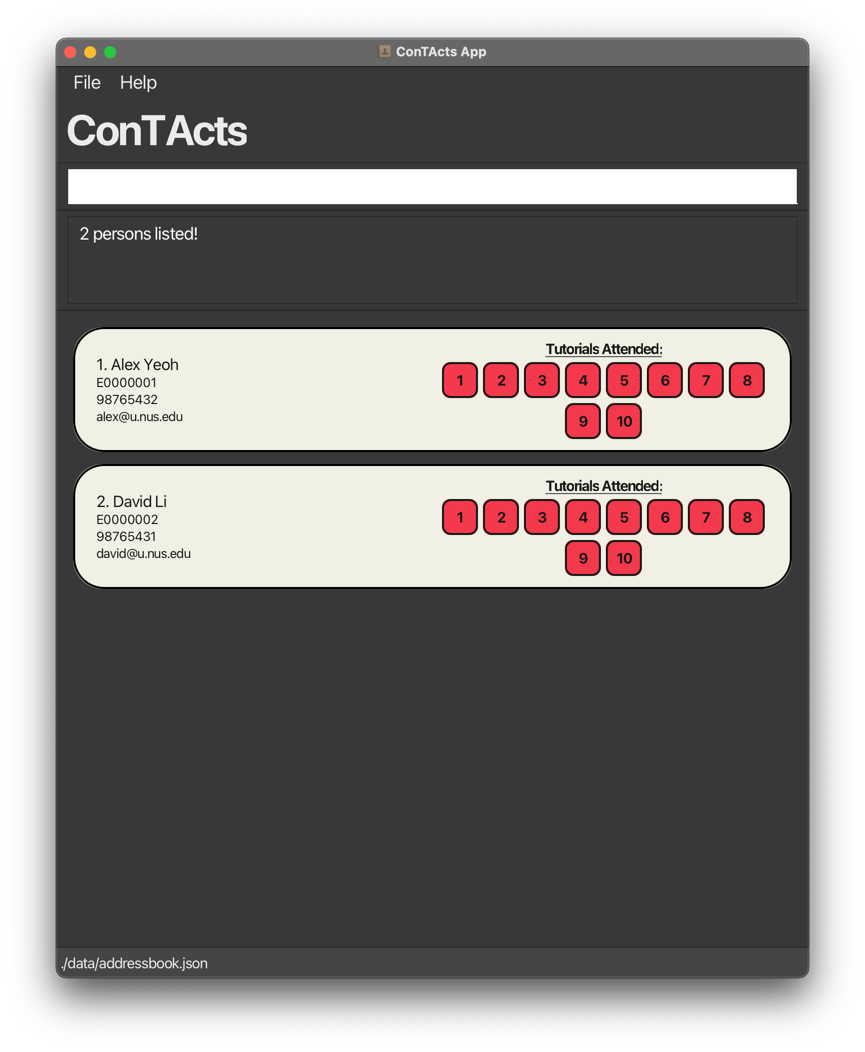 ConTActs App
File Help
ConTActs
2 persons listed!
1. Alex Yeoh
E0000001
98765432
alex@u.nus.edu
Tutorials Attended:
1 2 3 4 5 6 7 8
9 10
2. David Li
E0000002
98765431
david@u.nus.edu
Tutorials Attended:
1 2 3 4 5 6 7 8
9 10
./data/addressbook.json